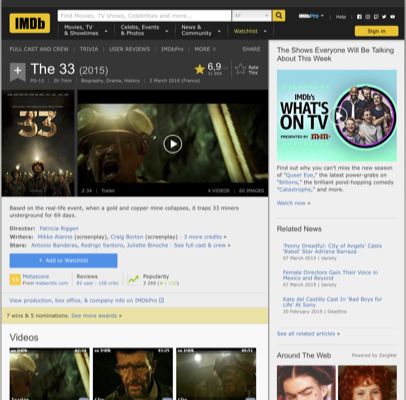 IMDb
Find Movies, TV shows, Celebrities and more...
All
IMDbPro
Help
Movies, TV & Showtimes
Celebs, Events & Photos
News & Community
Watchlist
Sign in
FULL CAST AND CREW | TRIVIA | USER REVIEWS | IMDbPro | MORE
SHARE
The 33 (2015)
PG-13 | 2h 7min | Biography, Drama, History | 2 March 2016 (France)
6,9
Rate This
33
2:34 | Trailer
4 VIDEOS | 60 IMAGES
Based on the real-life event, when a gold and copper mine collapses, it traps 33 miners
underground for 69 days.
Director: Patricia Riggen
Writers: Mikko Alanne (screenplay), Craig Borten (screenplay) | 3 more credits »
Stars: Antonio Banderas, Rodrigo Santoro, Juliette Binoche | See full cast & crew »
+ Add to Watchlist
Metascore
From metacritic.com
Reviews
92 user | 129 critic
Popularity
View production, box office, & company info on IMDbPro
7 wins & 5 nominations. See more awards »
Videos
The Shows Everyone Will Be Talking
About This Week
IMDb's
WHAT'S
ON TV
PRESENTED BY m&m's
Find out why you can't miss the new season
of "Queer Eye," the latest power-grabs on
"Billions," the brilliant pond-hopping comedy
"Catastrophe," and more.
Watch now »
Related News
'Penny Dreadful: City of Angels' Casts
'Babel' Star Adriana Barraza
07 March 2019 | Variety
Female Directors Gain Their Voice in
Mexico and Beyond
07 March 2019 | Variety
Kate del Castillo Cast In 'Bad Boys for
Life' At Sony
20 February 2019 | Deadline
See all related articles »
Around The Web
Powered by ZergNet